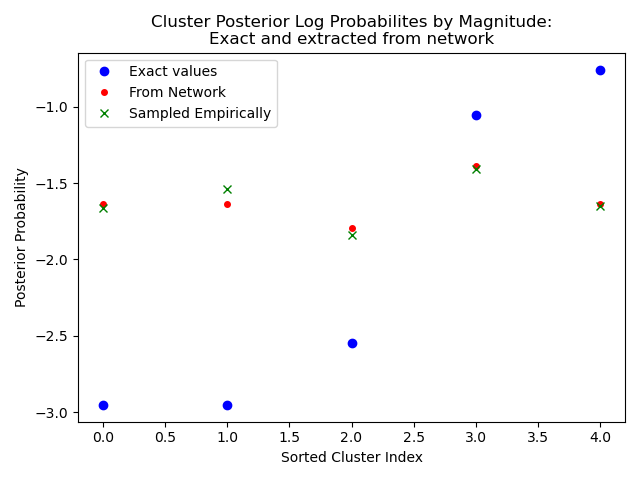 Cluster Posterior Log Probabilites by Magnitude:
Exact and extracted from network
Exact values
From Network
Sampled Empirically
Posterior Probability
−1.0
−1.5
−2.0
−2.5
−3.0
0.0 0.5 1.0 1.5 2.0 2.5 3.0 3.5 4.0
Sorted Cluster Index